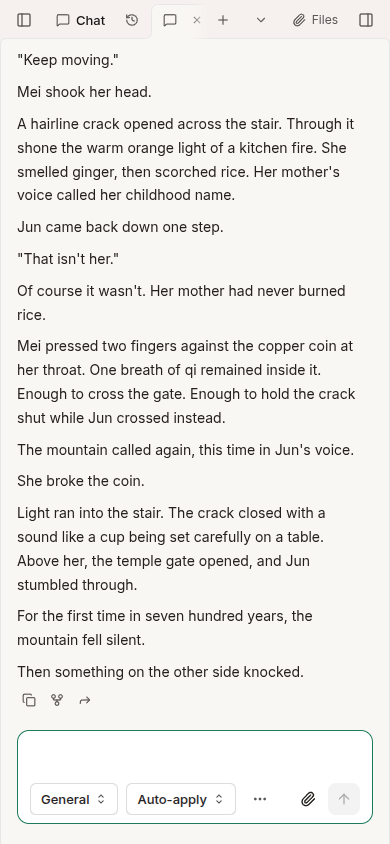 Chat
Files
"Keep moving."
Mei shook her head.
A hairline crack opened across the stair. Through it
shone the warm orange light of a kitchen fire. She
smelled ginger, then scorched rice. Her mother's
voice called her childhood name.
Jun came back down one step.
"That isn't her."
Of course it wasn't. Her mother had never burned
rice.
Mei pressed two fingers against the copper coin at
her throat. One breath of qi remained inside it.
Enough to cross the gate. Enough to hold the crack
shut while Jun crossed instead.
The mountain called again, this time in Jun's voice.
She broke the coin.
Light ran into the stair. The crack closed with a
sound like a cup being set carefully on a table.
Above her, the temple gate opened, and Jun
stumbled through.
For the first time in seven hundred years, the
mountain fell silent.
Then something on the other side knocked.
General
Auto-apply